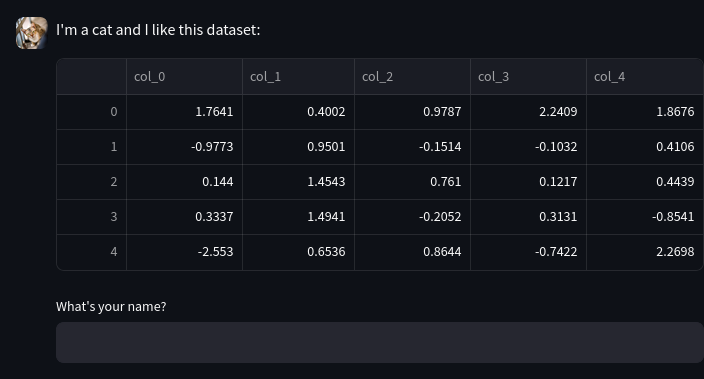 I'm a cat and I like this dataset:
col_0 col_1 col_2 col_3 col_4
0 1.7641 0.4002 0.9787 2.2409 1.8676
1 -0.9773 0.9501 -0.1514 -0.1032 0.4106
2 0.144 1.4543 0.761 0.1217 0.4439
3 0.3337 1.4941 -0.2052 0.3131 -0.8541
4 -2.553 0.6536 0.8644 -0.7422 2.2698
What's your name?